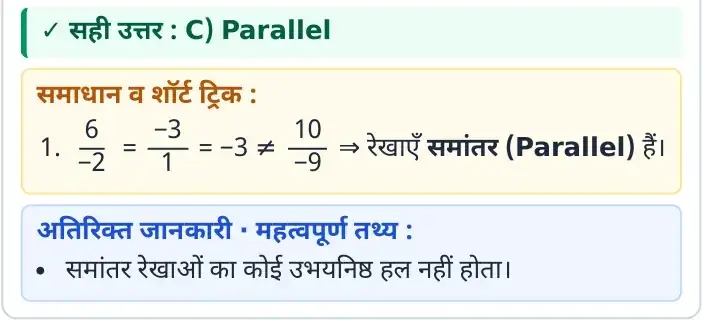 ✓ सही उत्तर : C) Parallel
समाधान व शॉर्ट ट्रिक :
1. 6/−2 = −3/1 = −3 ≠ 10/−9 ⇒ रेखाएँ समांतर (Parallel) हैं।
अतिरिक्त जानकारी · महत्वपूर्ण तथ्य :
• समांतर रेखाओं का कोई उभयनिष्ठ हल नहीं होता।